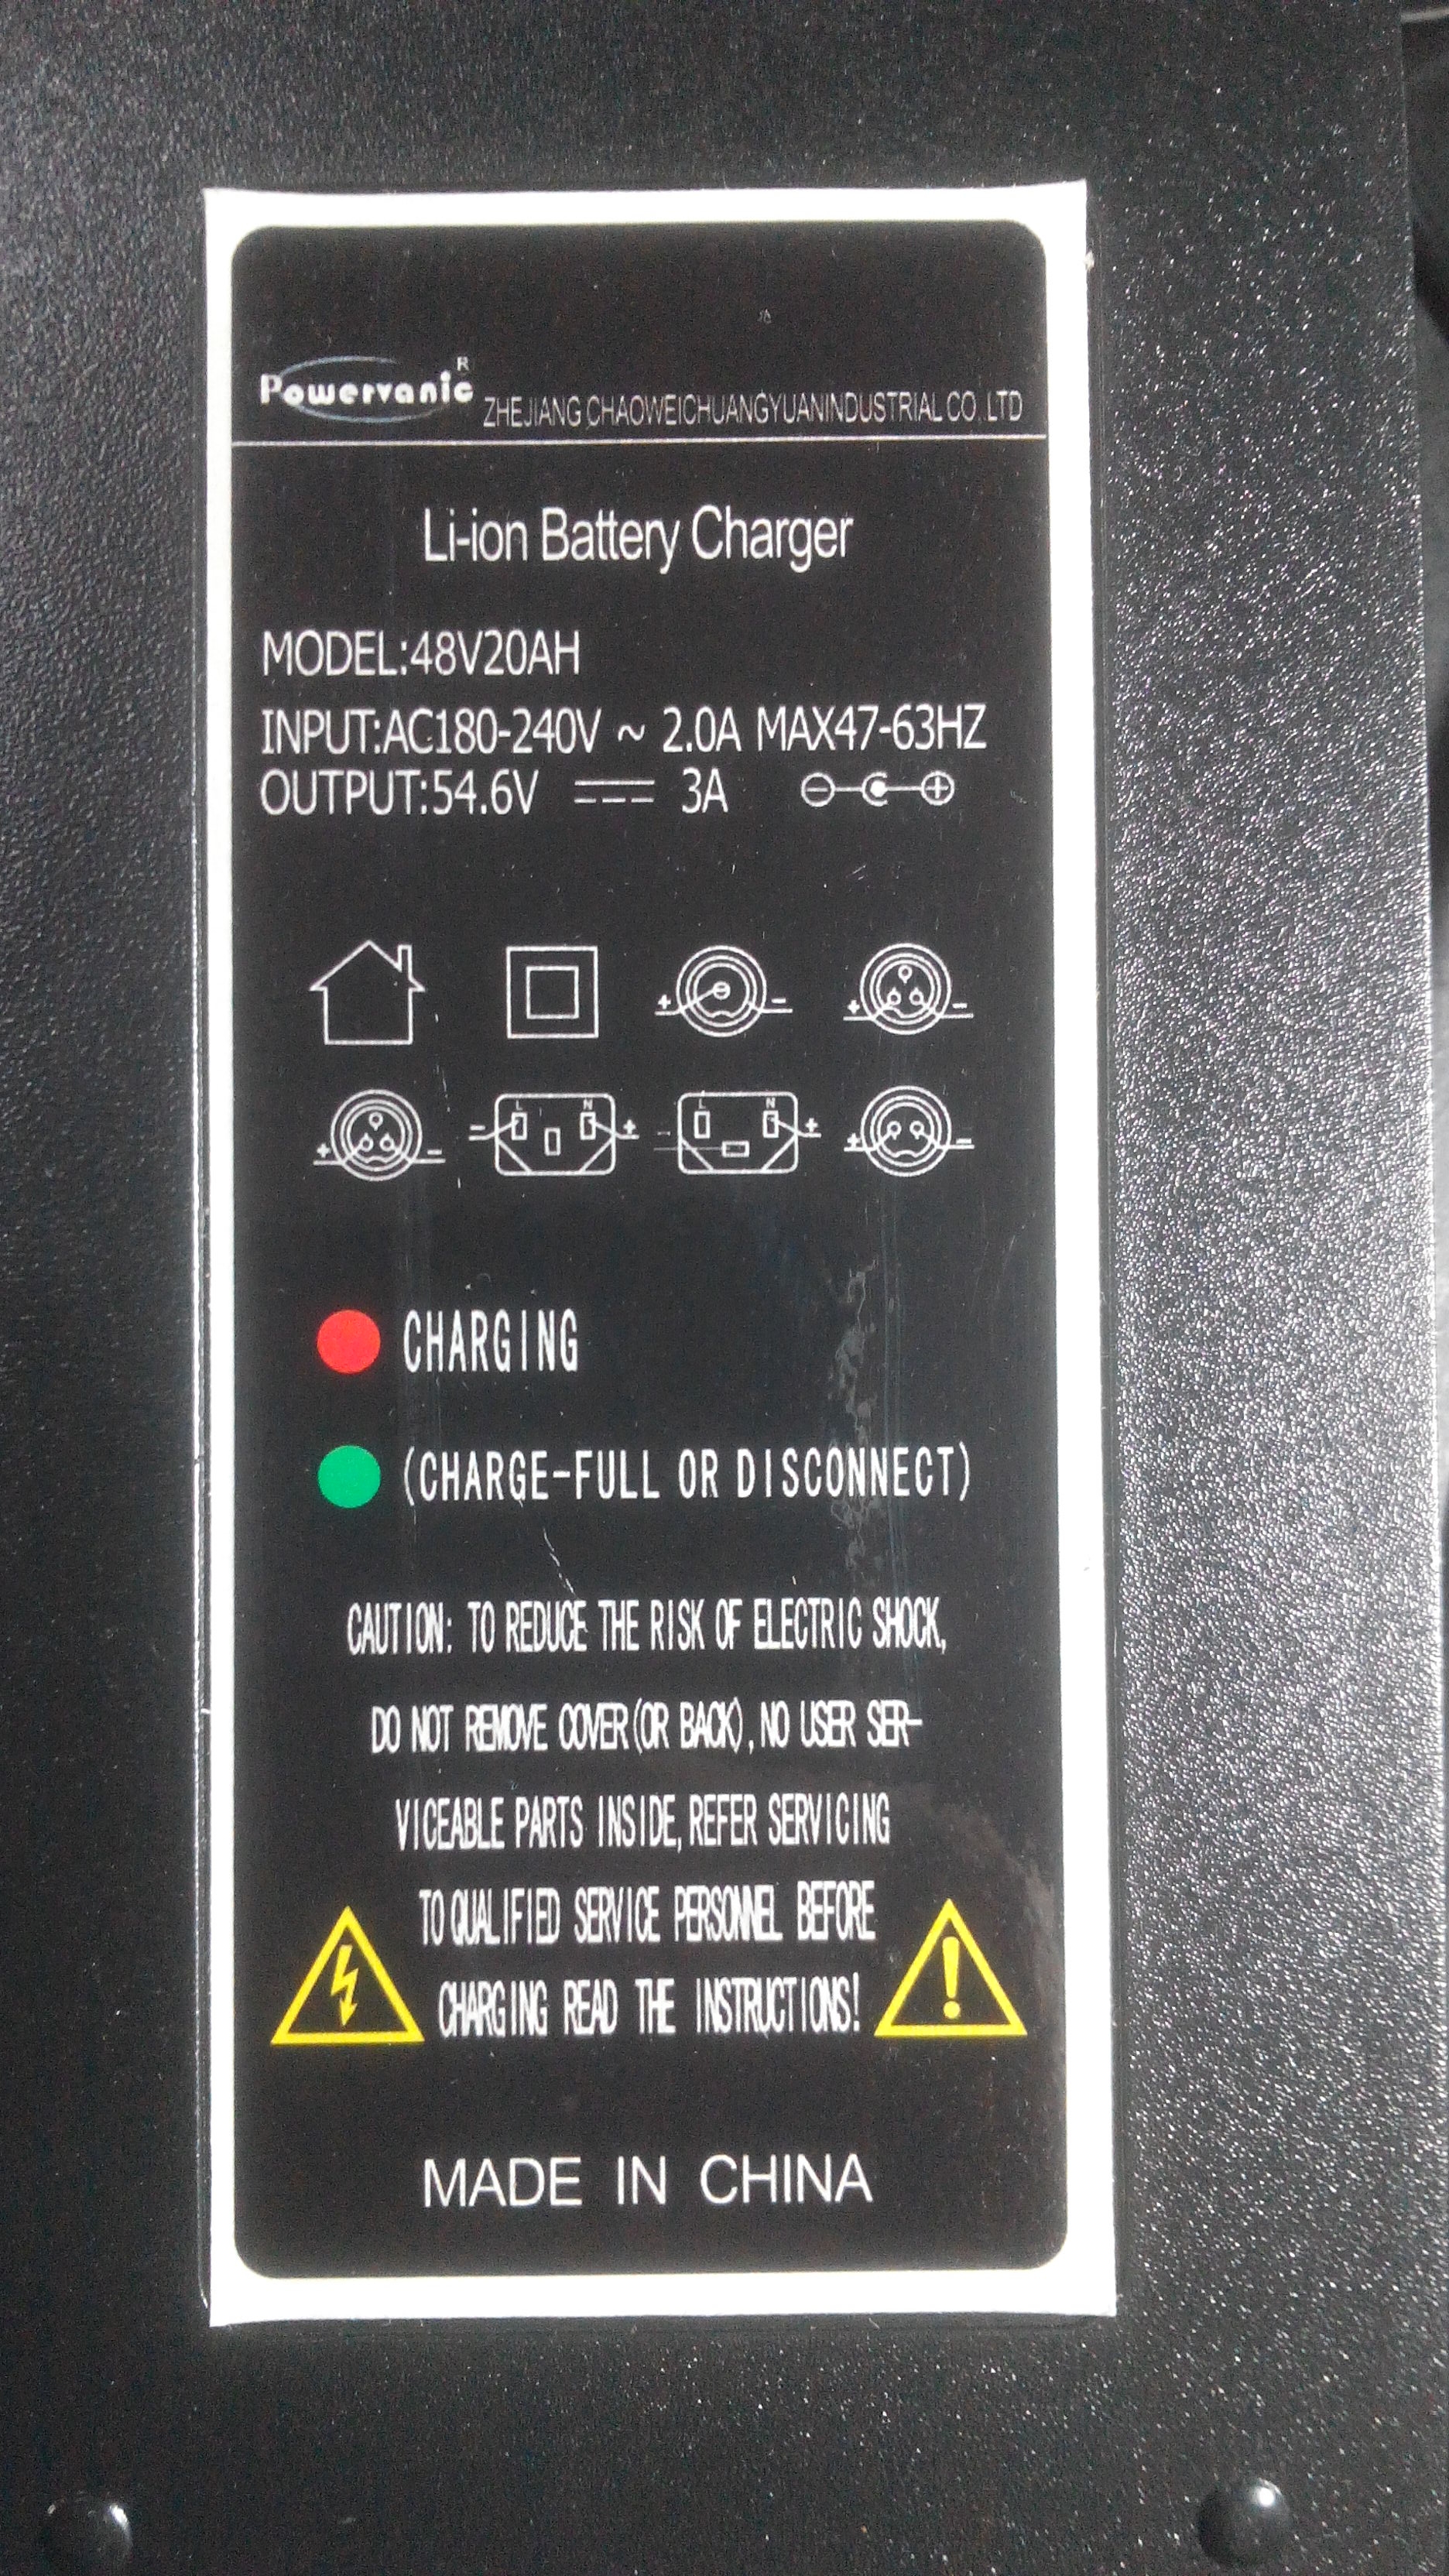 Powervanic R ZHEJIANG CHAOWEICHUANGYUANINDUSTRIAL CO.,LTD
Li-ion Battery Charger
MODEL:48V20AH
INPUT:AC180-240V ~ 2.0A MAX47-63HZ
OUTPUT:54.6V 3A
+ - + -
+ - - L N + - L N + + -
CHARGING
(CHARGE-FULL OR DISCONNECT)
CAUTION: TO REDUCE THE RISK OF ELECTRIC SHOCK,
DO NOT REMOVE COVER(OR BACK), NO USER SER-
VICEABLE PARTS INSIDE, REFER SERVICING
TO QUALIFIED SERVICE PERSONNEL BEFORE
CHARGING READ THE INSTRUCTIONS!
MADE IN CHINA